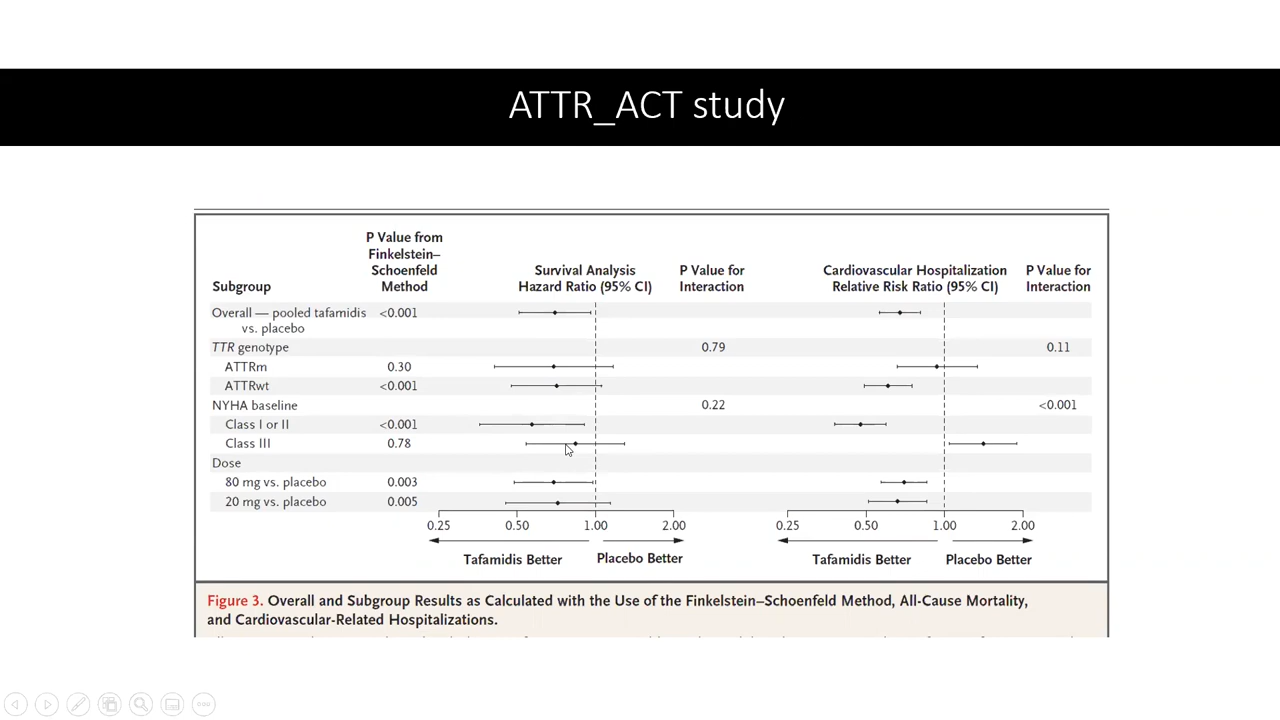 ATTR_ACT study
P Value from
Finkelstein–
Schoenfeld
Method
Survival Analysis
Hazard Ratio (95% CI)
P Value for
Interaction
Cardiovascular Hospitalization
Relative Risk Ratio (95% CI)
P Value for
Interaction
Subgroup
Overall — pooled tafamidis <0.001
vs. placebo
TTR genotype 0.79 0.11
ATTRm 0.30
ATTRwt <0.001
NYHA baseline 0.22 <0.001
Class I or II <0.001
Class III 0.78
Dose
80 mg vs. placebo 0.003
20 mg vs. placebo 0.005
0.25 0.50 1.00 2.00 0.25 0.50 1.00 2.00
Tafamidis Better Placebo Better Tafamidis Better Placebo Better
Figure 3. Overall and Subgroup Results as Calculated with the Use of the Finkelstein–Schoenfeld Method, All-Cause Mortality,
and Cardiovascular-Related Hospitalizations.